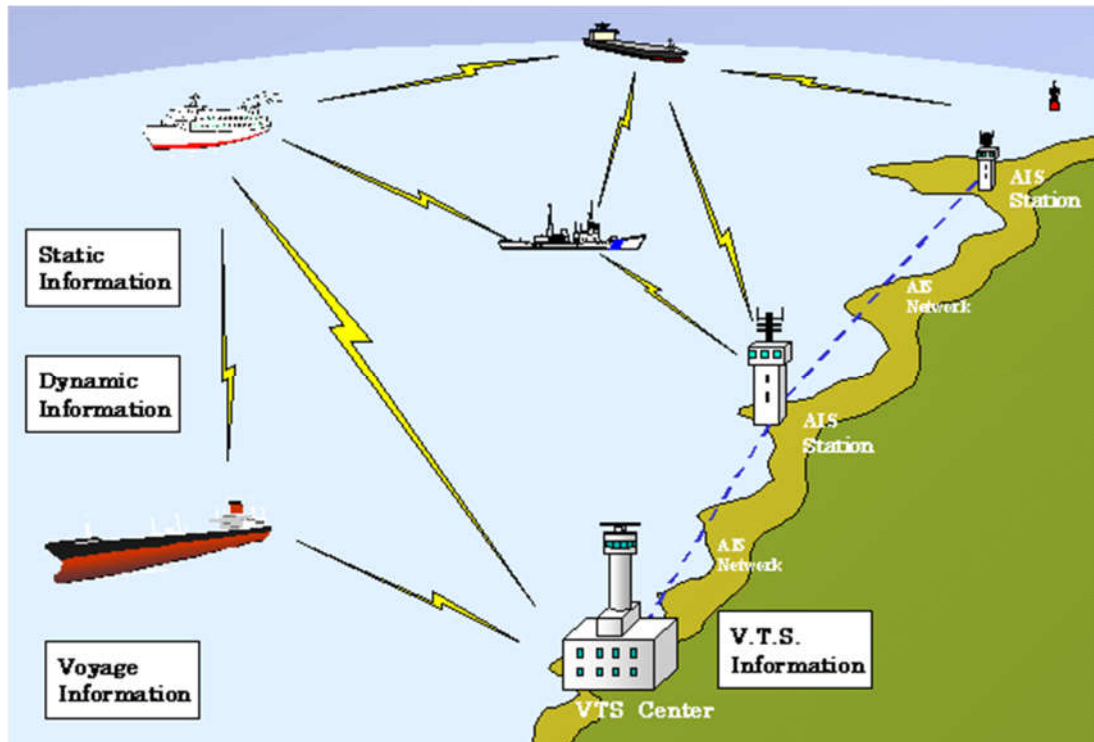 AIS
Station
Static
Information
AIS
Network
Dynamic
Information
AIS
Station
AIS
Network
V.T.S.
Information
Voyage
Information
VTS Center